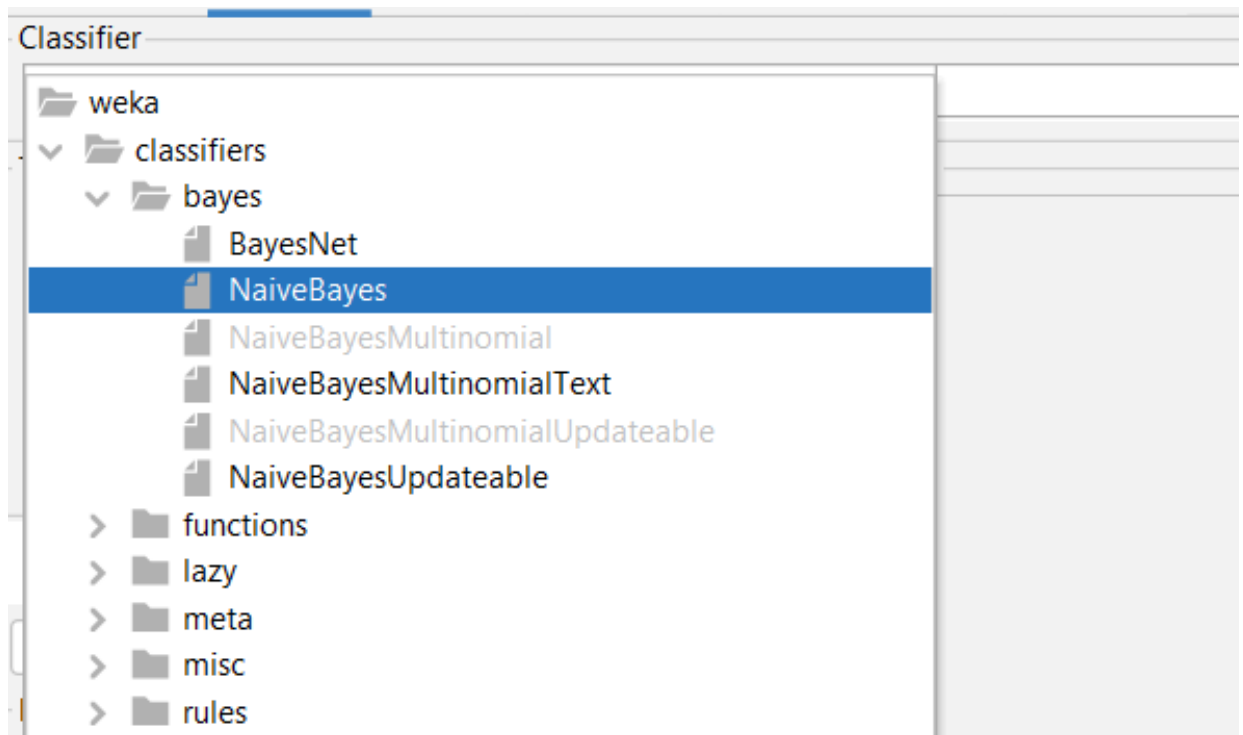 Classifier
weka
classifiers
bayes
BayesNet
NaiveBayes
NaiveBayesMultinomial
NaiveBayesMultinomialText
NaiveBayesMultinomialUpdateable
NaiveBayesUpdateable
functions
lazy
meta
misc
rules